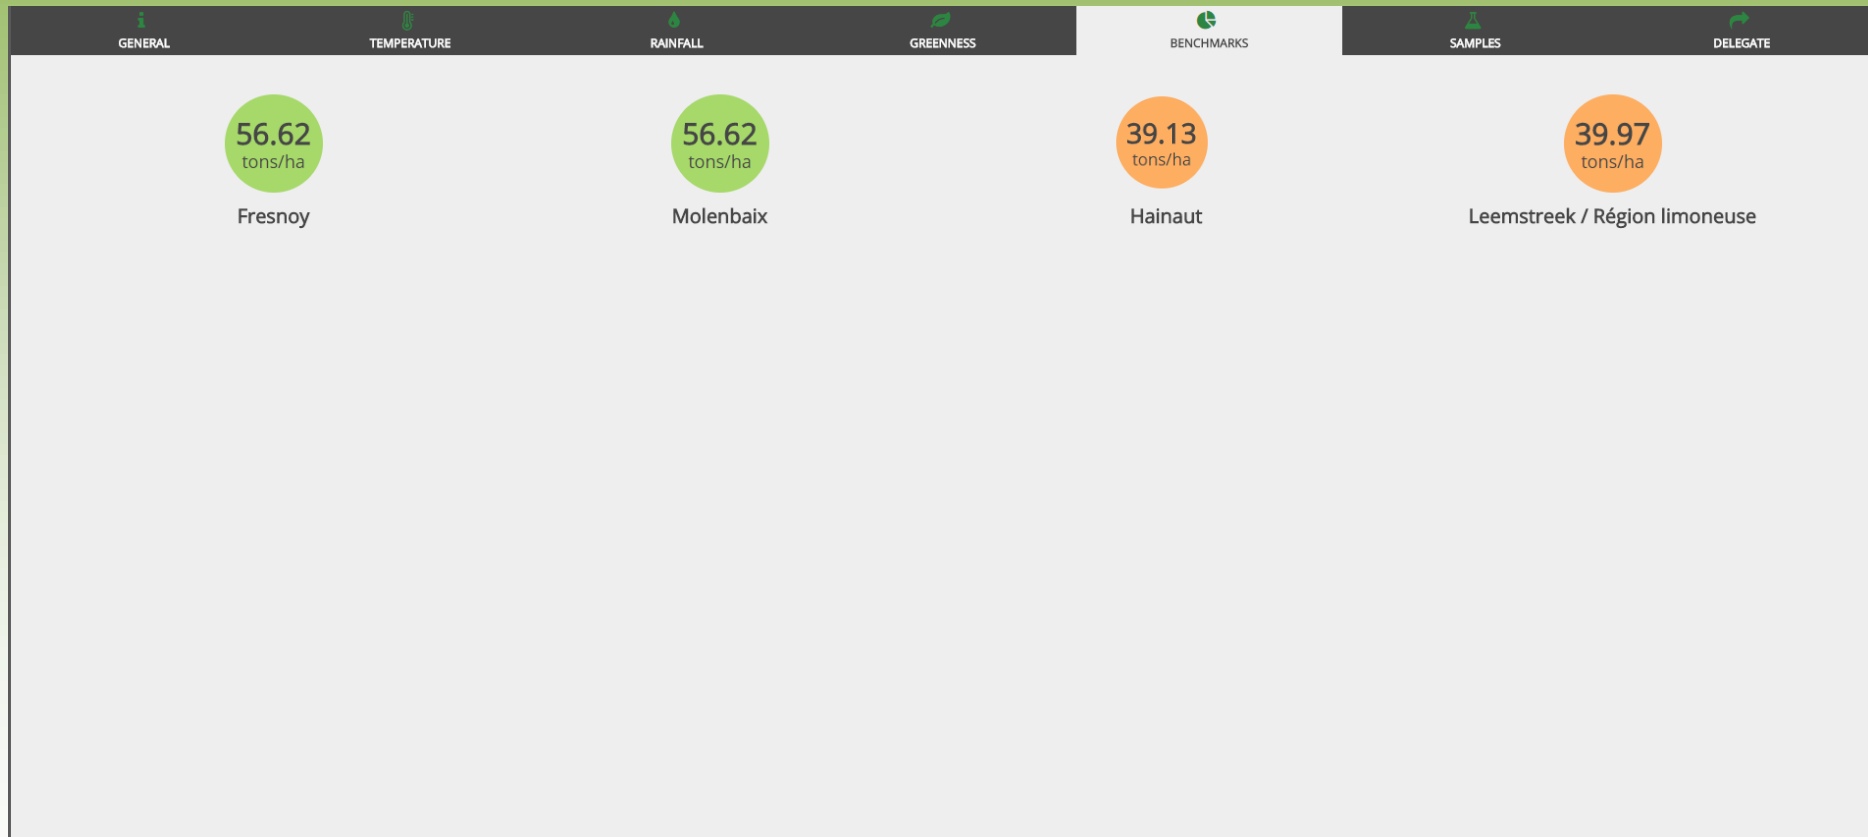 GENERAL
TEMPERATURE
RAINFALL
GREENNESS
BENCHMARKS
SAMPLES
DELEGATE
56.62
tons/ha
Fresnoy
56.62
tons/ha
Molenbaix
39.13
tons/ha
Hainaut
39.97
tons/ha
Leemstreek / Région limoneuse